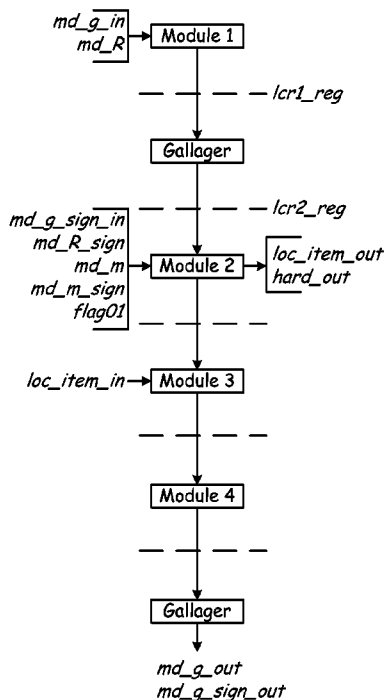 md_g_in
md_R
Module 1
lcr1_reg
Gallager
lcr2_reg
md_g_sign_in
md_R_sign
md_m
md_m_sign
flag01
Module 2
loc_item_out
hard_out
loc_item_in
Module 3
Module 4
Gallager
md_g_out
md_g_sign_out